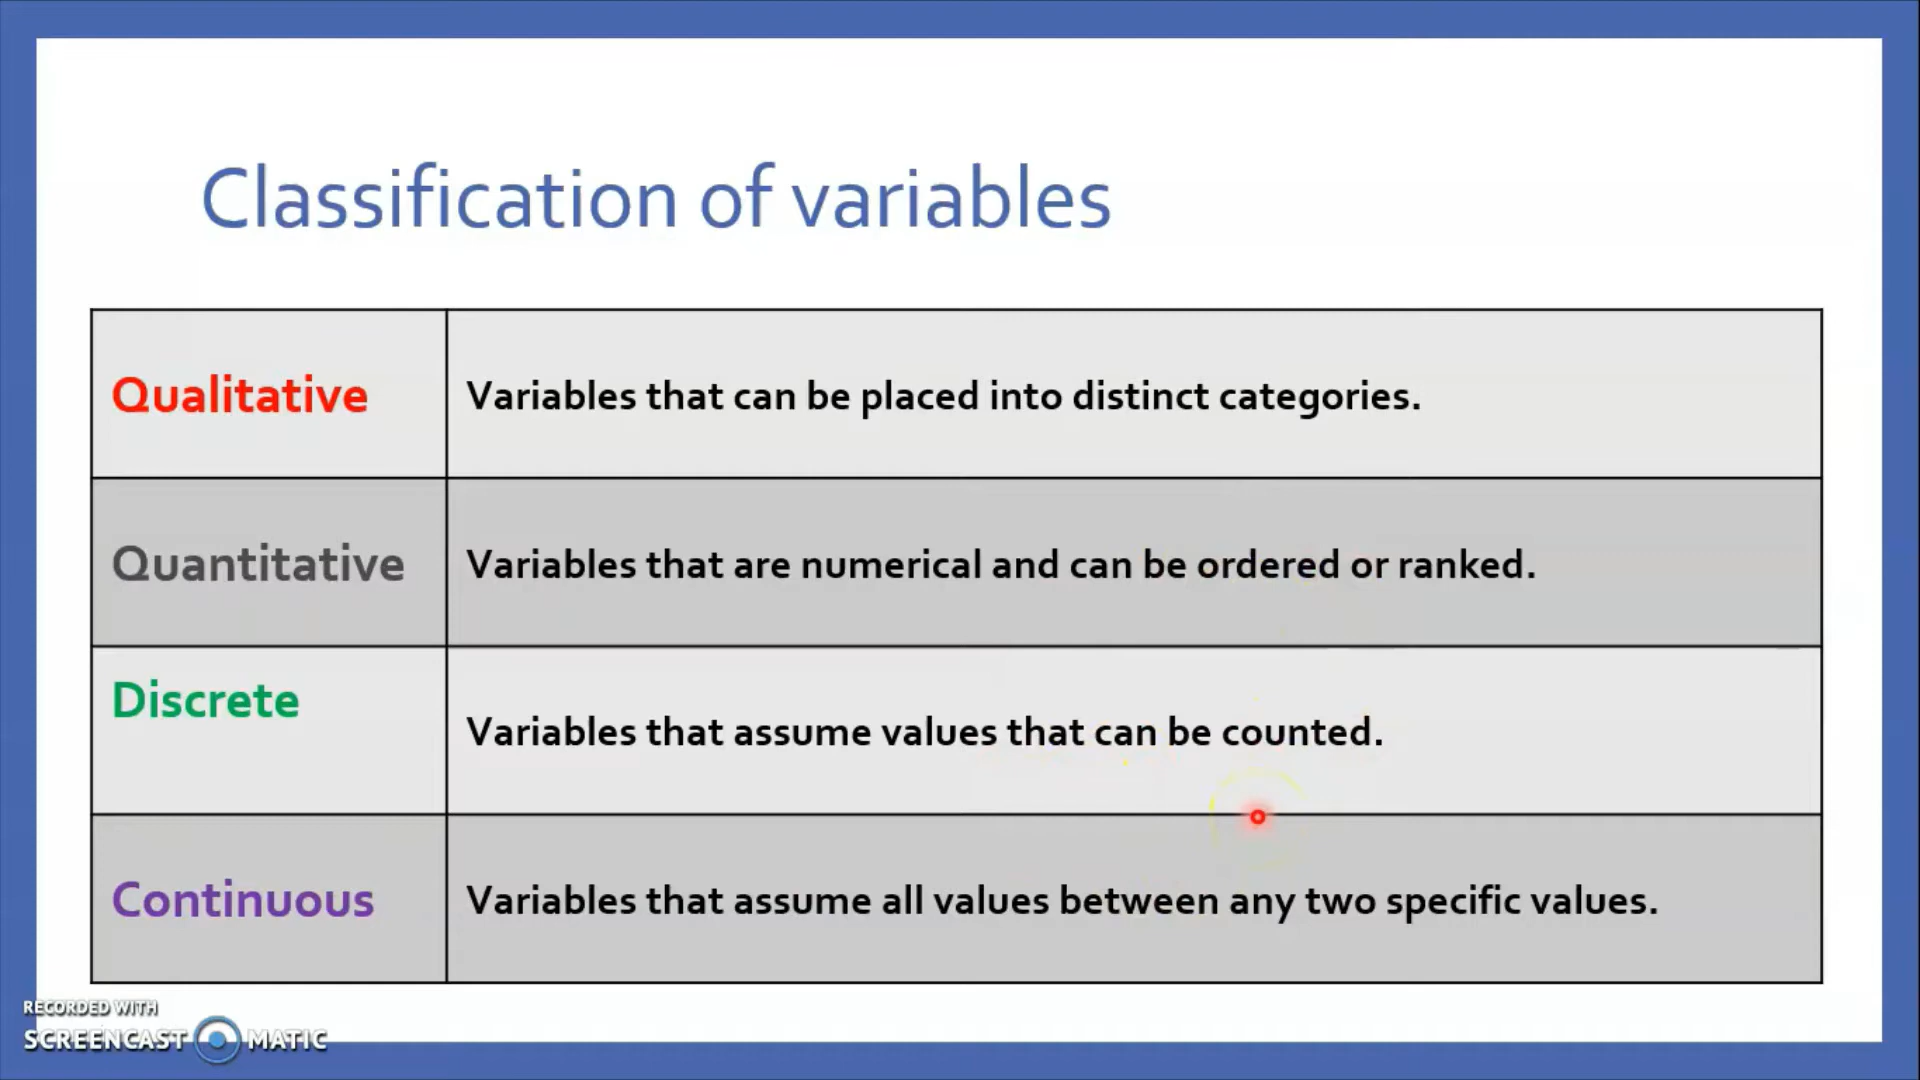 Classification of variables
Qualitative
Variables that can be placed into distinct categories.
Quantitative
Variables that are numerical and can be ordered or ranked.
Discrete
Variables that assume values that can be counted.
Continuous
Variables that assume all values between any two specific values.
RECORDED WITH
SCREENCAST MATIC